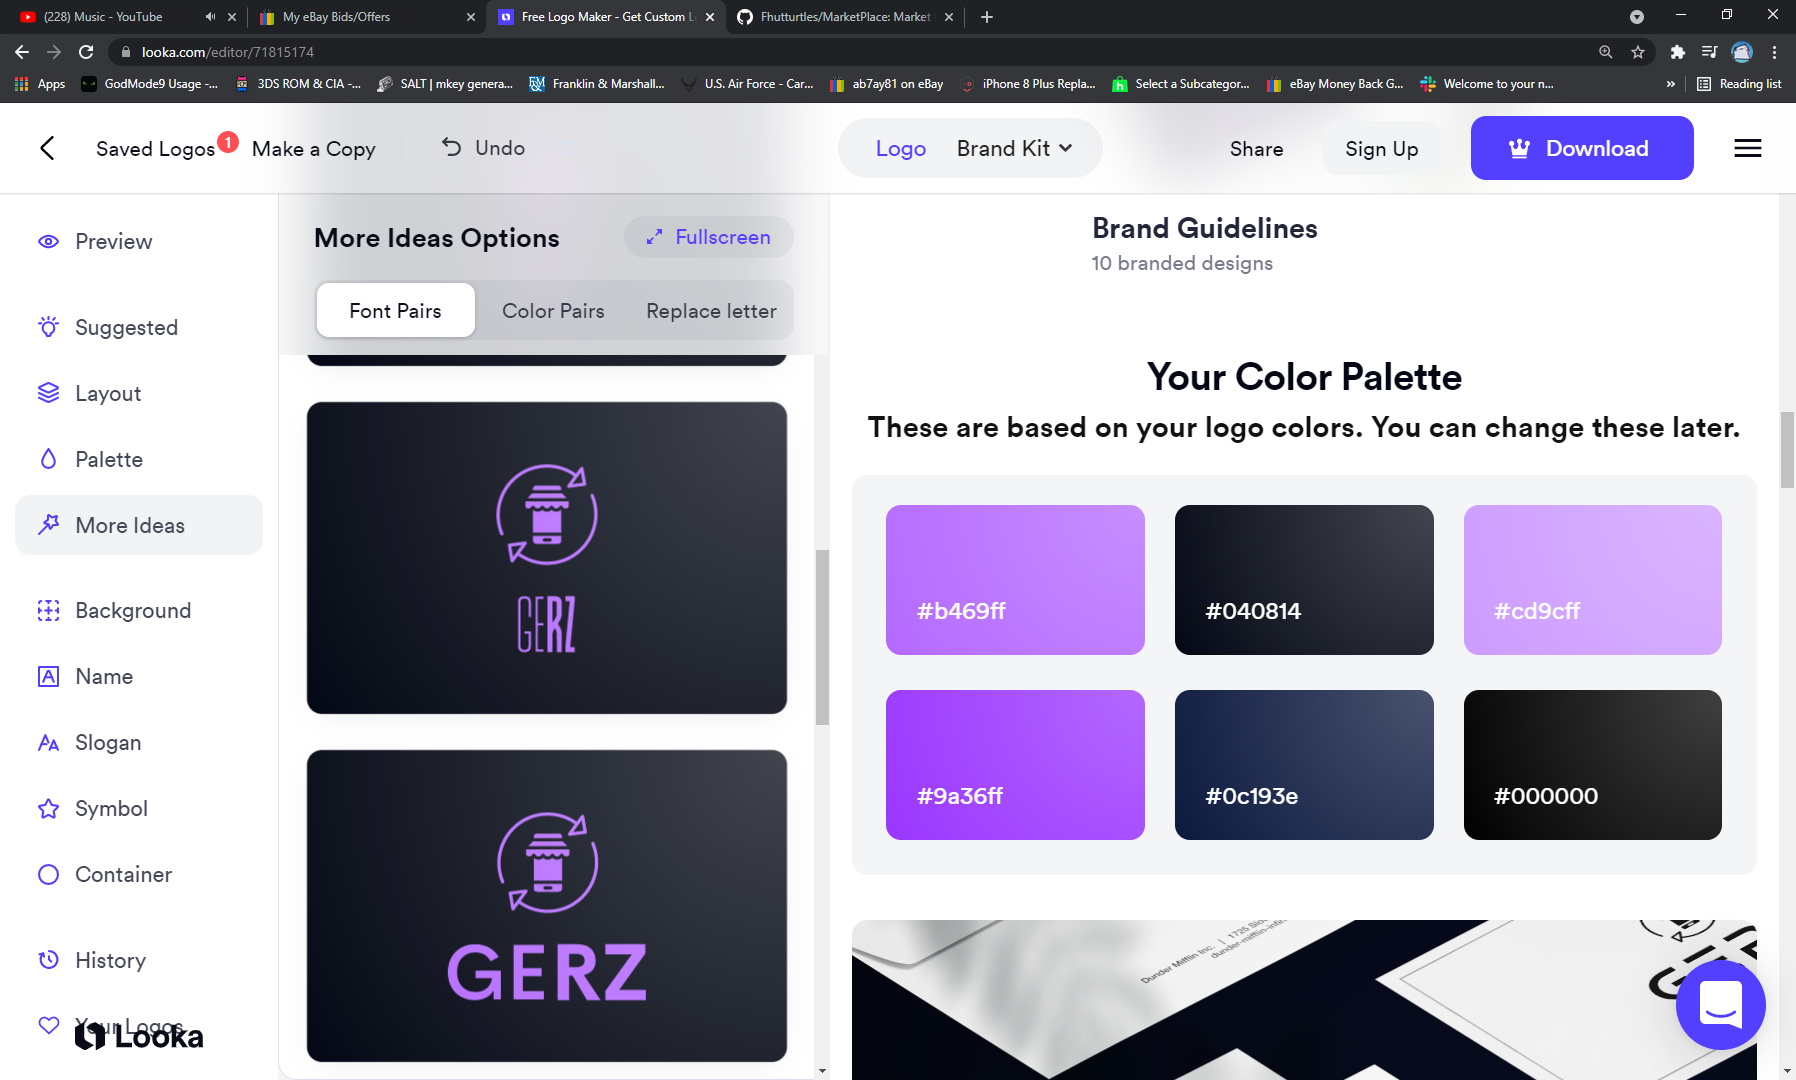 (228) Music - YouTube
My eBay Bids/Offers
Free Logo Maker - Get Custom L
Fhutturtles/MarketPlace: Market
looka.com/editor/71815174
Apps
GodMode9 Usage -...
3DS ROM & CIA -...
SALT | mkey genera...
Franklin & Marshall...
U.S. Air Force - Car...
ab7ay81 on eBay
iPhone 8 Plus Repla...
Select a Subcategor...
eBay Money Back G...
Welcome to your n...
»
Reading list
Saved Logos
1
Make a Copy
Undo
Logo
Brand Kit
Share
Sign Up
Download
Preview
Suggested
Layout
Palette
More Ideas
Background
Name
Slogan
Symbol
Container
History
Your Logos
Looka
More Ideas Options
Fullscreen
Font Pairs
Color Pairs
Replace letter
GERZ
GERZ
Brand Guidelines
10 branded designs
Your Color Palette
These are based on your logo colors. You can change these later.
#b469ff
#040814
#cd9cff
#9a36ff
#0c193e
#000000
Dunder Mifflin Inc. | 1725 Slo
dunder-mifflin-infin